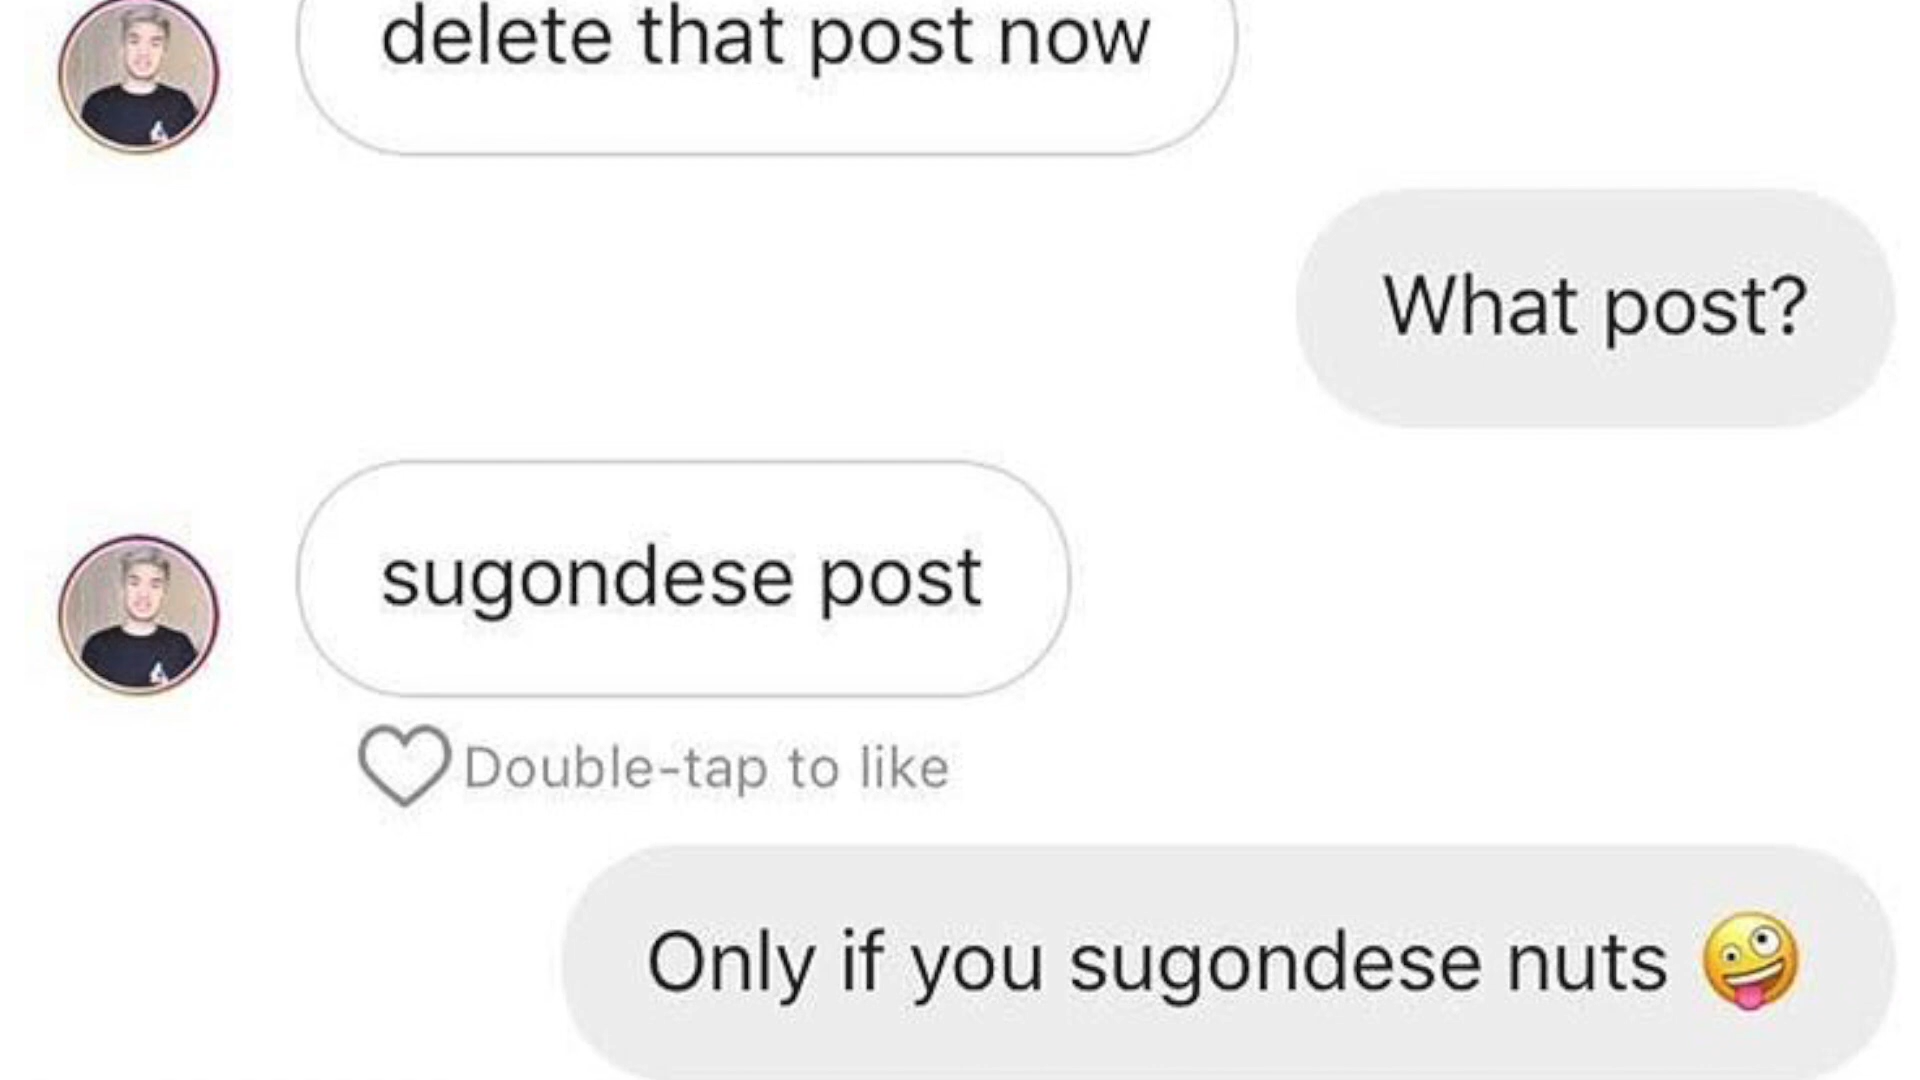 delete that post now
What post?
sugondese post
Double-tap to like
Only if you sugondese nuts 🤪